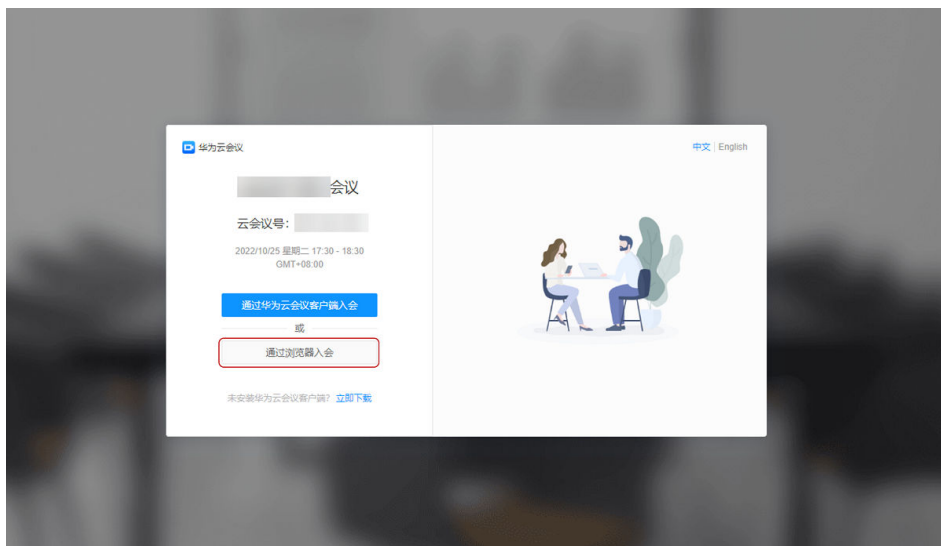 华为云会议
中文 | English
会议
云会议号：
2022/10/25 星期二 17:30 - 18:30
GMT+08:00
通过华为云会议客户端入会
或
通过浏览器入会
未安装华为云会议客户端？ 立即下载